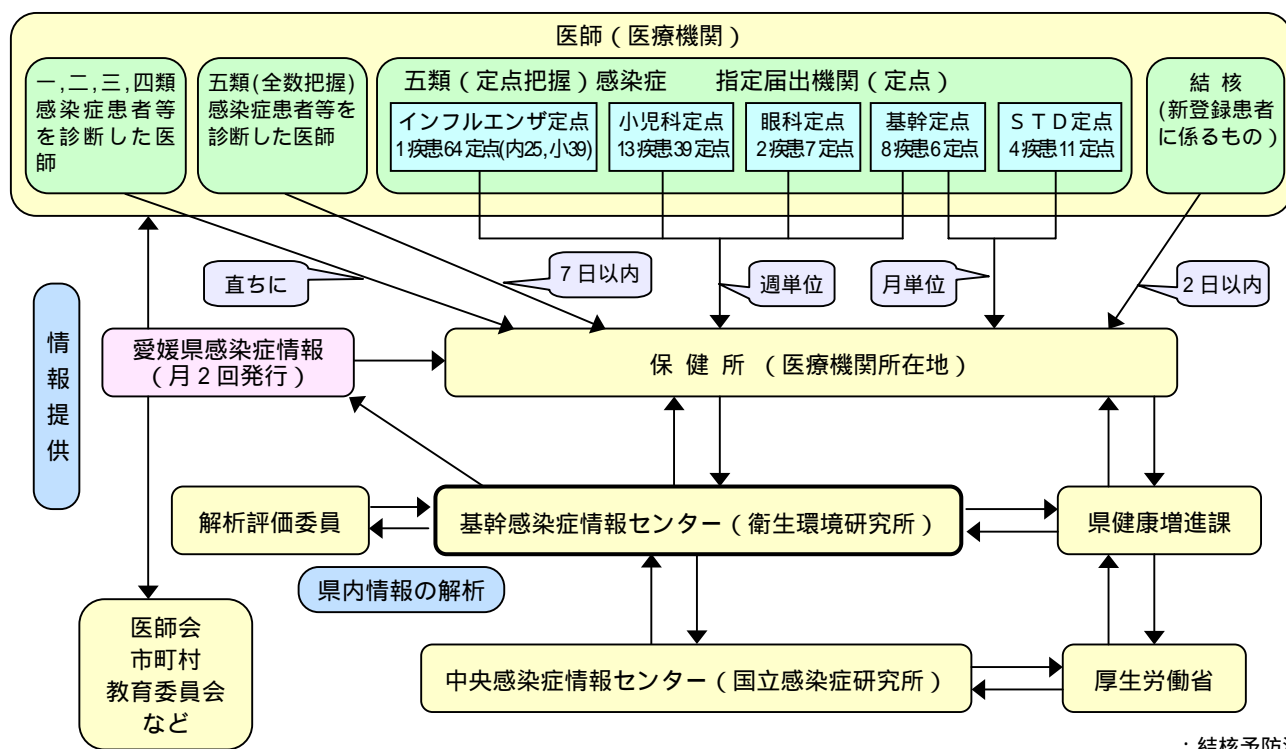 医師（医療機関）
一,二,三,四類
感染症患者等
を診断した医
師
五類(全数把握)
感染症患者等を
診断した医師
五類（定点把握）感染症　　指定届出機関（定点）
インフルエンザ定点
1疾患64定点(内25,小39)
小児科定点
13疾患39定点
眼科定点
2疾患7定点
基幹定点
8疾患6定点
ＳＴＤ定点
4疾患11定点
結 核
(新登録患者
に係るもの）
直ちに
7日以内
週単位
月単位
2日以内
情報提供
愛媛県感染症情報
（月２回発行）
保 健 所 （医療機関所在地）
解析評価委員
基幹感染症情報センター（衛生環境研究所）
県健康増進課
県内情報の解析
医師会
市町村
教育委員会
など
中央感染症情報センター（国立感染症研究所）
厚生労働省
：結核予防